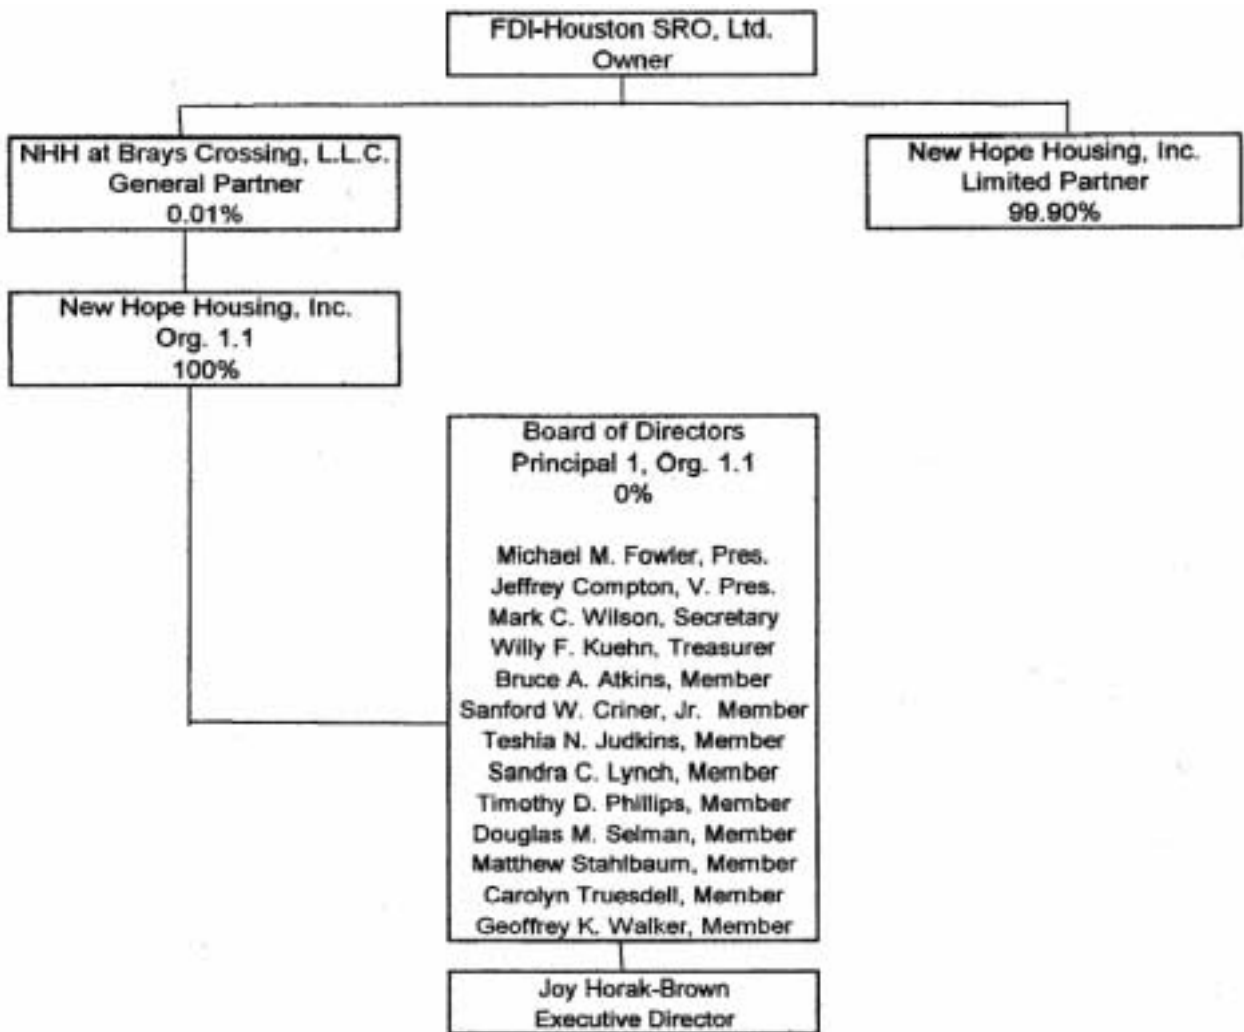 FDI-Houston SRO, Ltd.
Owner
NHH at Brays Crossing, L.L.C.
General Partner
0.01%
New Hope Housing, Inc.
Limited Partner
99.90%
New Hope Housing, Inc.
Org. 1.1
100%
Board of Directors
Principal 1, Org. 1.1
0%
Michael M. Fowler, Pres.
Jeffrey Compton, V. Pres.
Mark C. Wilson, Secretary
Willy F. Kuehn, Treasurer
Bruce A. Atkins, Member
Sanford W. Criner, Jr. Member
Teshia N. Judkins, Member
Sandra C. Lynch, Member
Timothy D. Phillips, Member
Douglas M. Selman, Member
Matthew Stahlbaum, Member
Carolyn Truesdell, Member
Geoffrey K. Walker, Member
Joy Horak-Brown
Executive Director